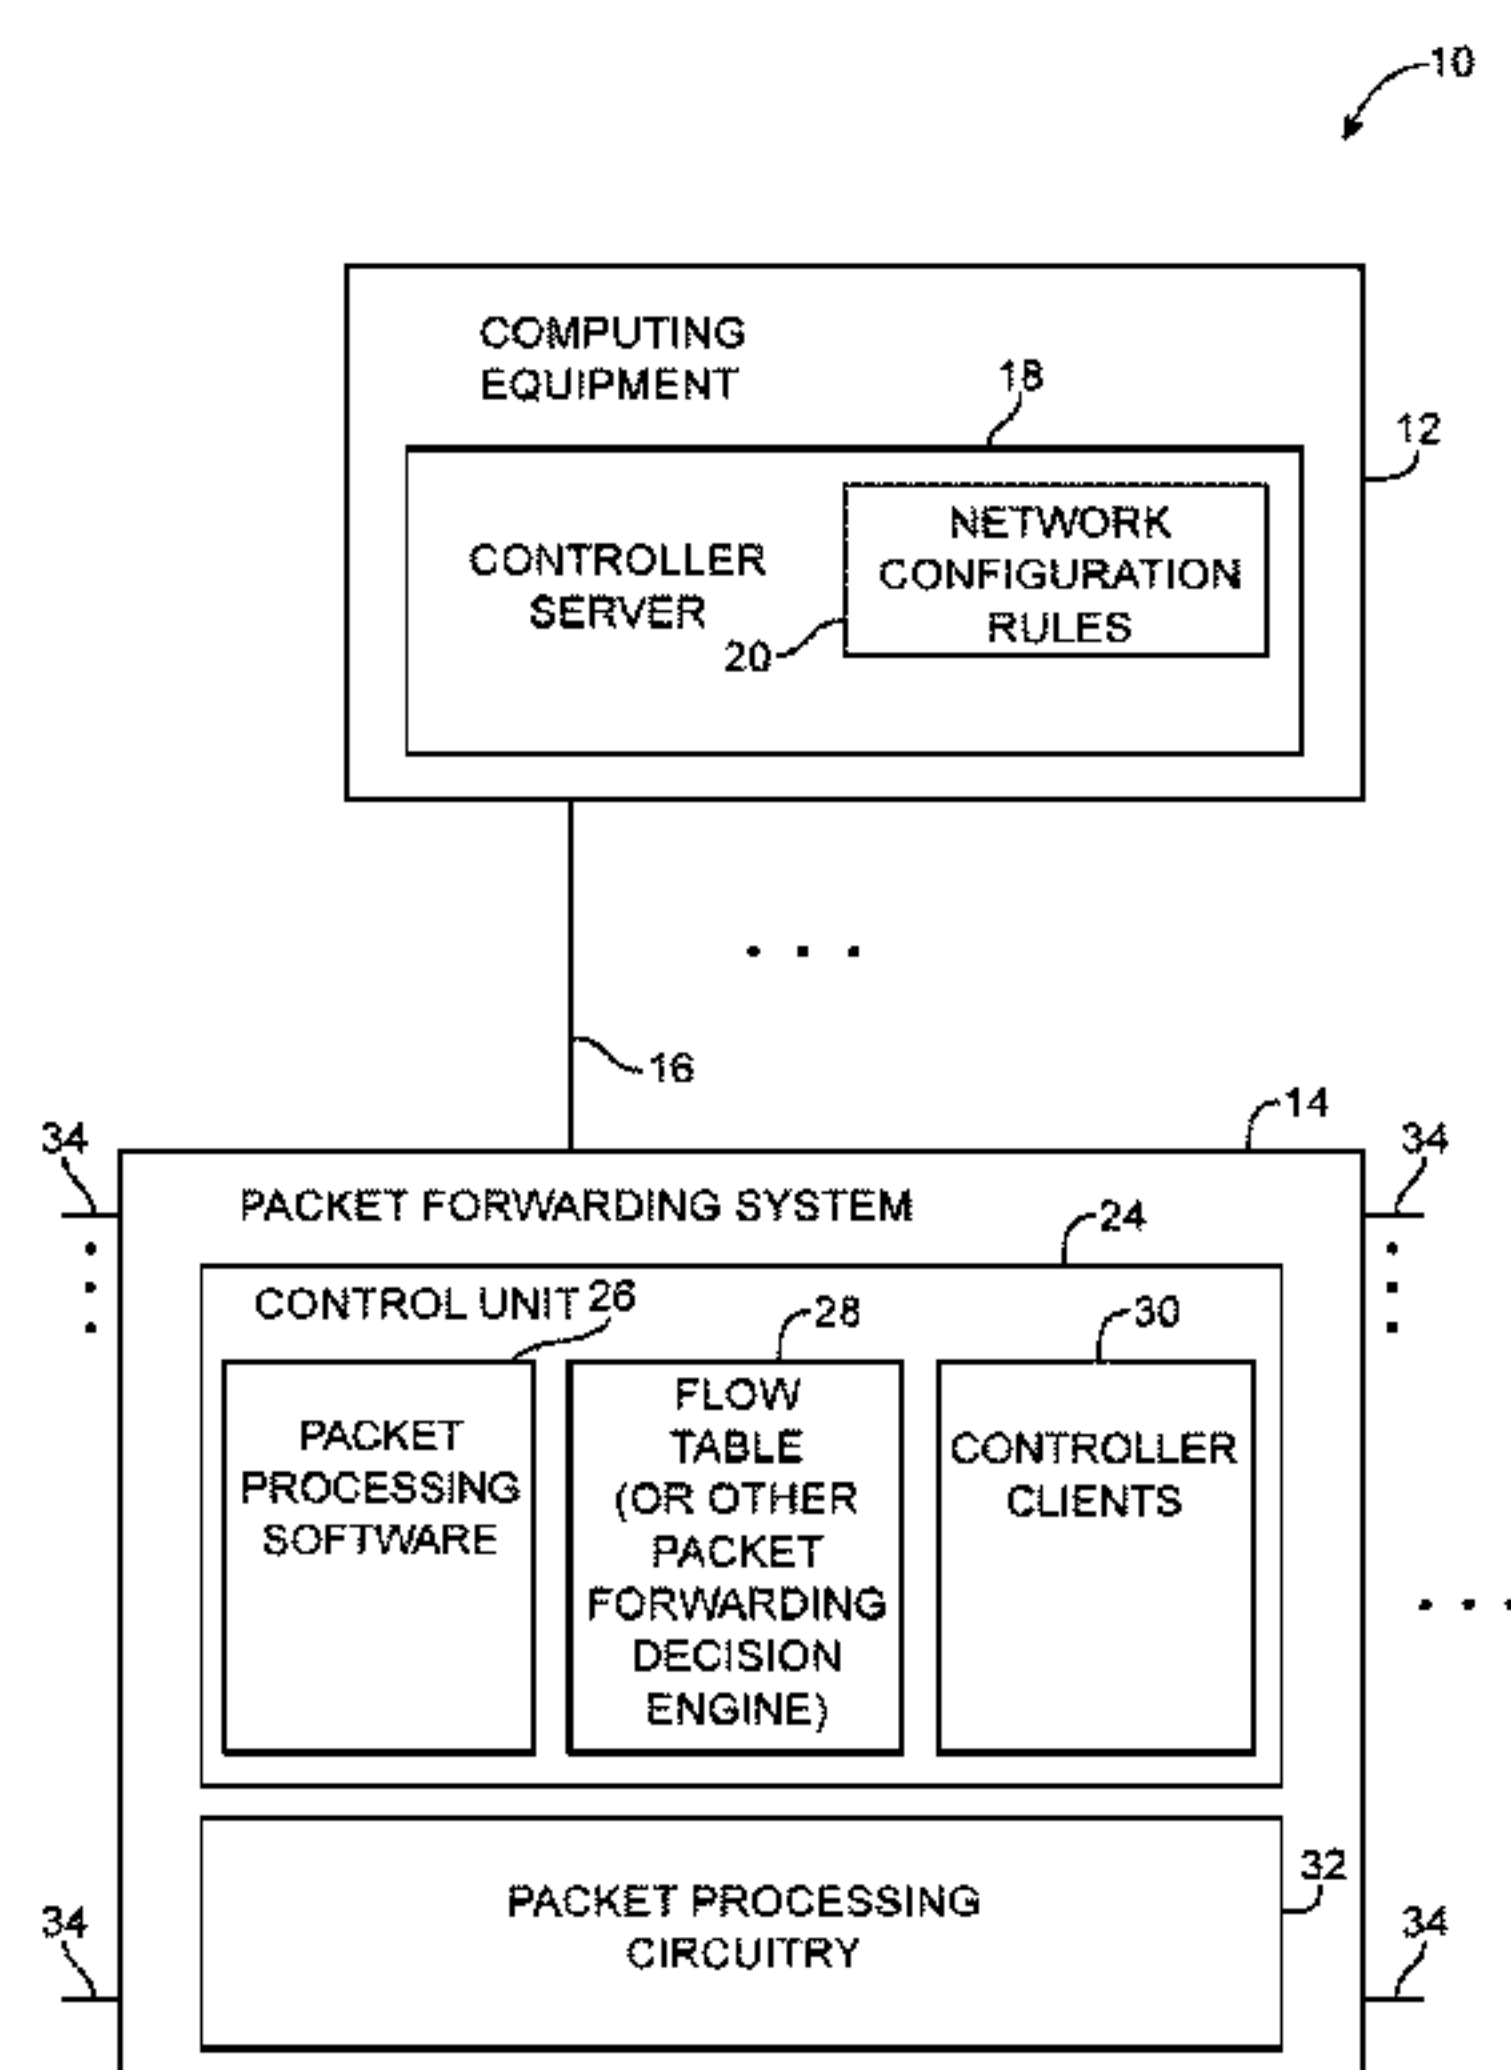 10
COMPUTING
EQUIPMENT
18
12
CONTROLLER
SERVER
NETWORK
CONFIGURATION
RULES
20
16
14
34
34
PACKET FORWARDING SYSTEM
24
CONTROL UNIT
26
28
30
PACKET
PROCESSING
SOFTWARE
FLOW
TABLE
(OR OTHER
PACKET
FORWARDING
DECISION
ENGINE)
CONTROLLER
CLIENTS
32
PACKET PROCESSING
CIRCUITRY
34
34